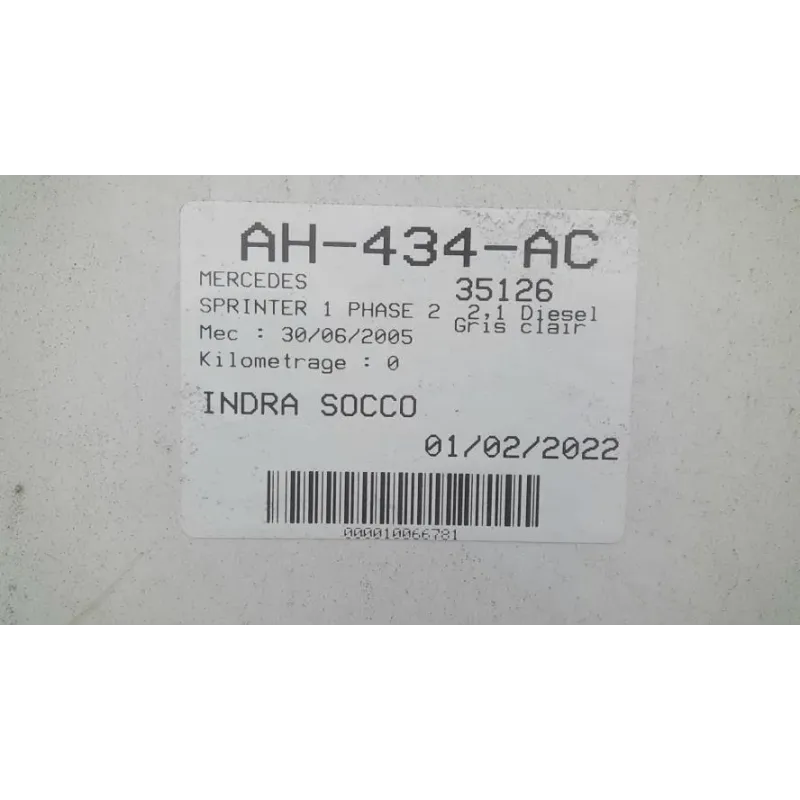 AH-434-AC
MERCEDES 35126
SPRINTER 1 PHASE 2 2,1 Diesel
Gris clair
Mec : 30/06/2005
Kilometrage : 0
INDRA SOCCO
01/02/2022
000010066781